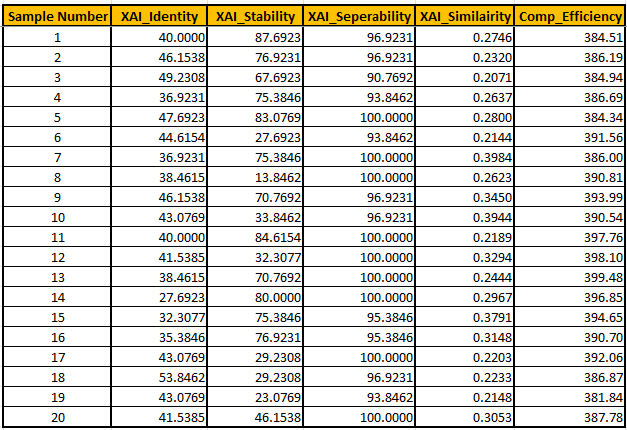 Sample Number XAI_Identity XAI_Stability XAI_Seperability XAI_Similairity Comp_Efficiency
1 40.0000 87.6923 96.9231 0.2746 384.51
2 46.1538 76.9231 96.9231 0.2320 386.19
3 49.2308 67.6923 90.7692 0.2071 384.94
4 36.9231 75.3846 93.8462 0.2637 386.69
5 47.6923 83.0769 100.0000 0.2800 384.34
6 44.6154 27.6923 93.8462 0.2144 391.56
7 36.9231 75.3846 100.0000 0.3984 386.00
8 38.4615 13.8462 100.0000 0.2623 390.81
9 46.1538 70.7692 96.9231 0.3450 393.99
10 43.0769 33.8462 96.9231 0.3944 390.54
11 40.0000 84.6154 100.0000 0.2189 397.76
12 41.5385 32.3077 100.0000 0.3294 398.10
13 38.4615 70.7692 100.0000 0.2444 399.48
14 27.6923 80.0000 100.0000 0.2967 396.85
15 32.3077 75.3846 95.3846 0.3791 394.65
16 35.3846 76.9231 95.3846 0.3148 390.70
17 43.0769 29.2308 100.0000 0.2203 392.06
18 53.8462 29.2308 96.9231 0.2233 386.87
19 43.0769 23.0769 93.8462 0.2148 381.84
20 41.5385 46.1538 100.0000 0.3053 387.78